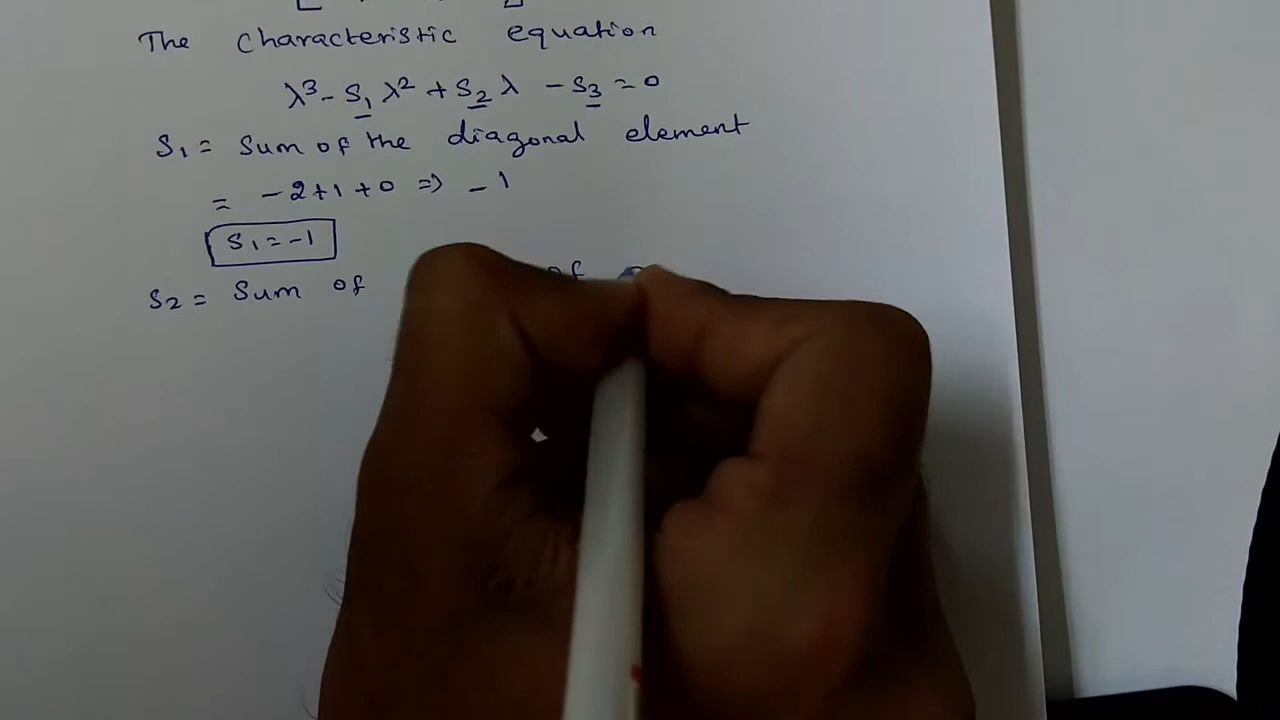 The characteristic equation
λ³ - S₁ λ² + S₂ λ - S₃ = 0
S₁ = Sum of the diagonal element
= -2+1+0 ⇒ -1
S₁ = -1
S₂ = Sum of of